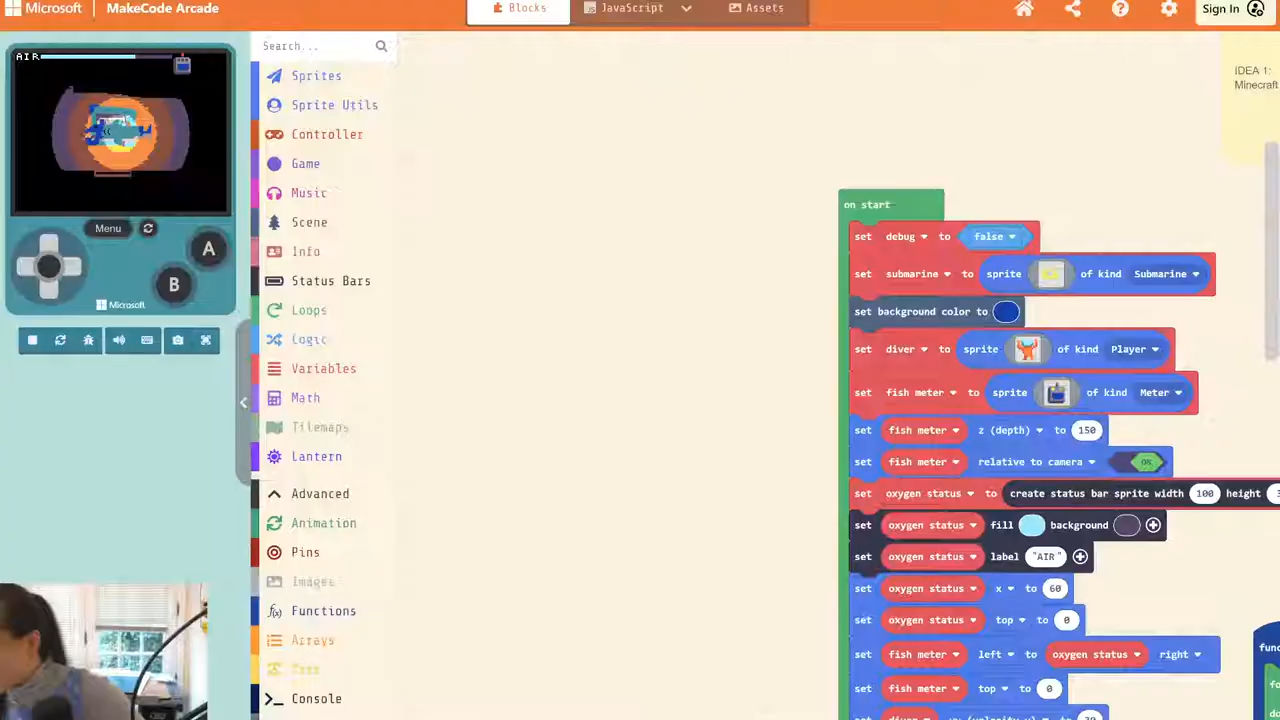 Microsoft
MakeCode Arcade
Blocks
JavaScript
Assets
Sign In
AIR
Menu
A
B
Microsoft
Search...
Sprites
Sprite Utils
Controller
Game
Music
Scene
Info
Status Bars
Loops
Logic
Variables
Math
Tilemaps
Lantern
Advanced
Animation
Pins
Images
Functions
Arrays
Console
IDEA 1:
Minecraft
on start
set debug to false
set submarine to sprite of kind Submarine
set background color to
set diver to sprite of kind Player
set fish meter to sprite of kind Meter
set fish meter z (depth) to 150
set fish meter relative to camera ON
set oxygen status to create status bar sprite width 100 height
set oxygen status fill background
set oxygen status label "AIR"
set oxygen status x to 60
set oxygen status top to 0
set fish meter left to oxygen status right
set fish meter top to 0